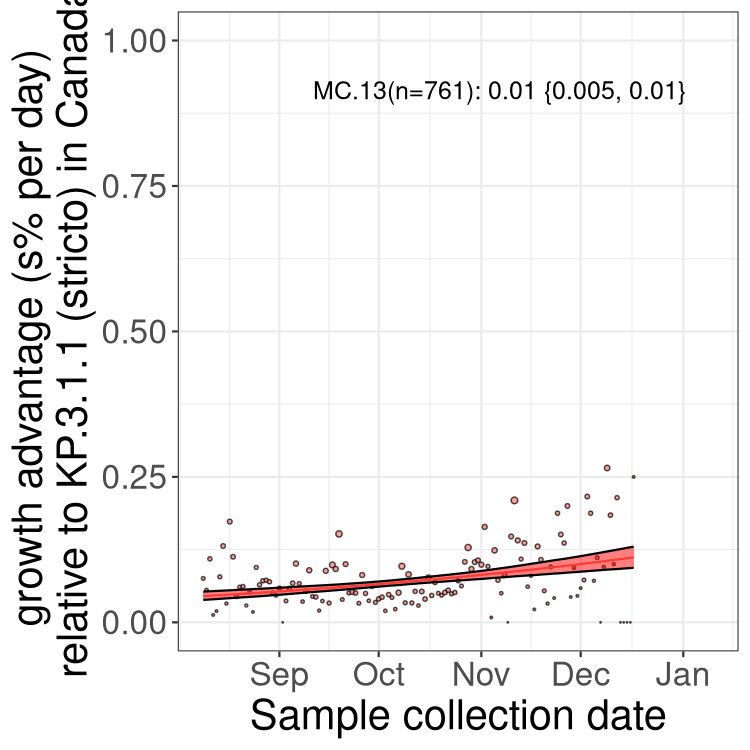 growth advantage (s% per day)
relative to KP.3.1.1 (stricto) in Canada
1.00
0.75
0.50
0.25
0.00
MC.13(n=761): 0.01 {0.005, 0.01}
Sep Oct Nov Dec Jan
Sample collection date